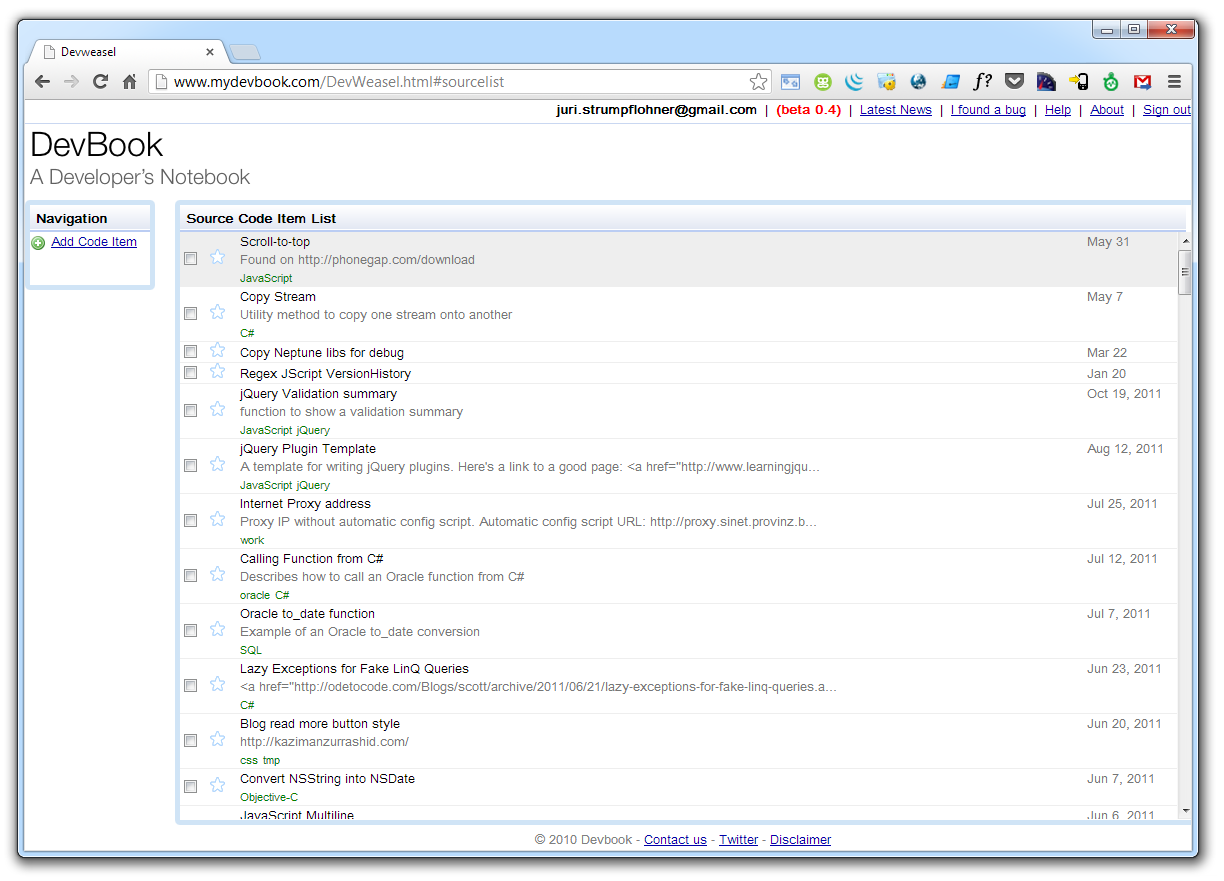 Devweasel
www.mydevbook.com/DevWeasel.html#sourcelist
juri.strumpflohner@gmail.com | (beta 0.4) | Latest News | I found a bug | Help | About | Sign out
DevBook
A Developer's Notebook
Navigation
Add Code Item
Source Code Item List
Scroll-to-top May 31
Found on http://phonegap.com/download
JavaScript
Copy Stream May 7
Utility method to copy one stream onto another
C#
Copy Neptune libs for debug Mar 22
Regex JScript VersionHistory Jan 20
jQuery Validation summary Oct 19, 2011
function to show a validation summary
JavaScript jQuery
jQuery Plugin Template Aug 12, 2011
A template for writing jQuery plugins. Here's a link to a good page: <a href="http://www.learningjqu...
JavaScript jQuery
Internet Proxy address Jul 25, 2011
Proxy IP without automatic config script. Automatic config script URL: http://proxy.sinet.provinz.b...
work
Calling Function from C# Jul 12, 2011
Describes how to call an Oracle function from C#
oracle C#
Oracle to_date function Jul 7, 2011
Example of an Oracle to_date conversion
SQL
Lazy Exceptions for Fake LinQ Queries Jun 23, 2011
<a href="http://odetocode.com/Blogs/scott/archive/2011/06/21/lazy-exceptions-for-fake-linq-queries.a...
C#
Blog read more button style Jun 20, 2011
http://kazimanzurrashid.com/
css tmp
Convert NSString into NSDate Jun 7, 2011
Objective-C
JavaScript Multiline Jun 6, 2011
© 2010 Devbook - Contact us - Twitter - Disclaimer